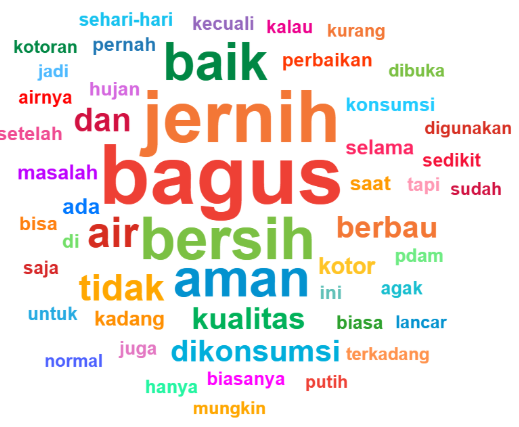 sehari-hari kecuali kalau kurang
kotoran pernah baik perbaikan
jadi dibuka
airnya hujan jernih konsumsi
setelah dan digunakan
selama sedikit
masalah bagus saat tapi sudah
ada
bisa air bersih berbau
di pdam
saja aman kotor
tidak ini agak
untuk kadang kualitas biasa lancar
normal juga dikonsumsi terkadang
hanya biasanya putih
mungkin